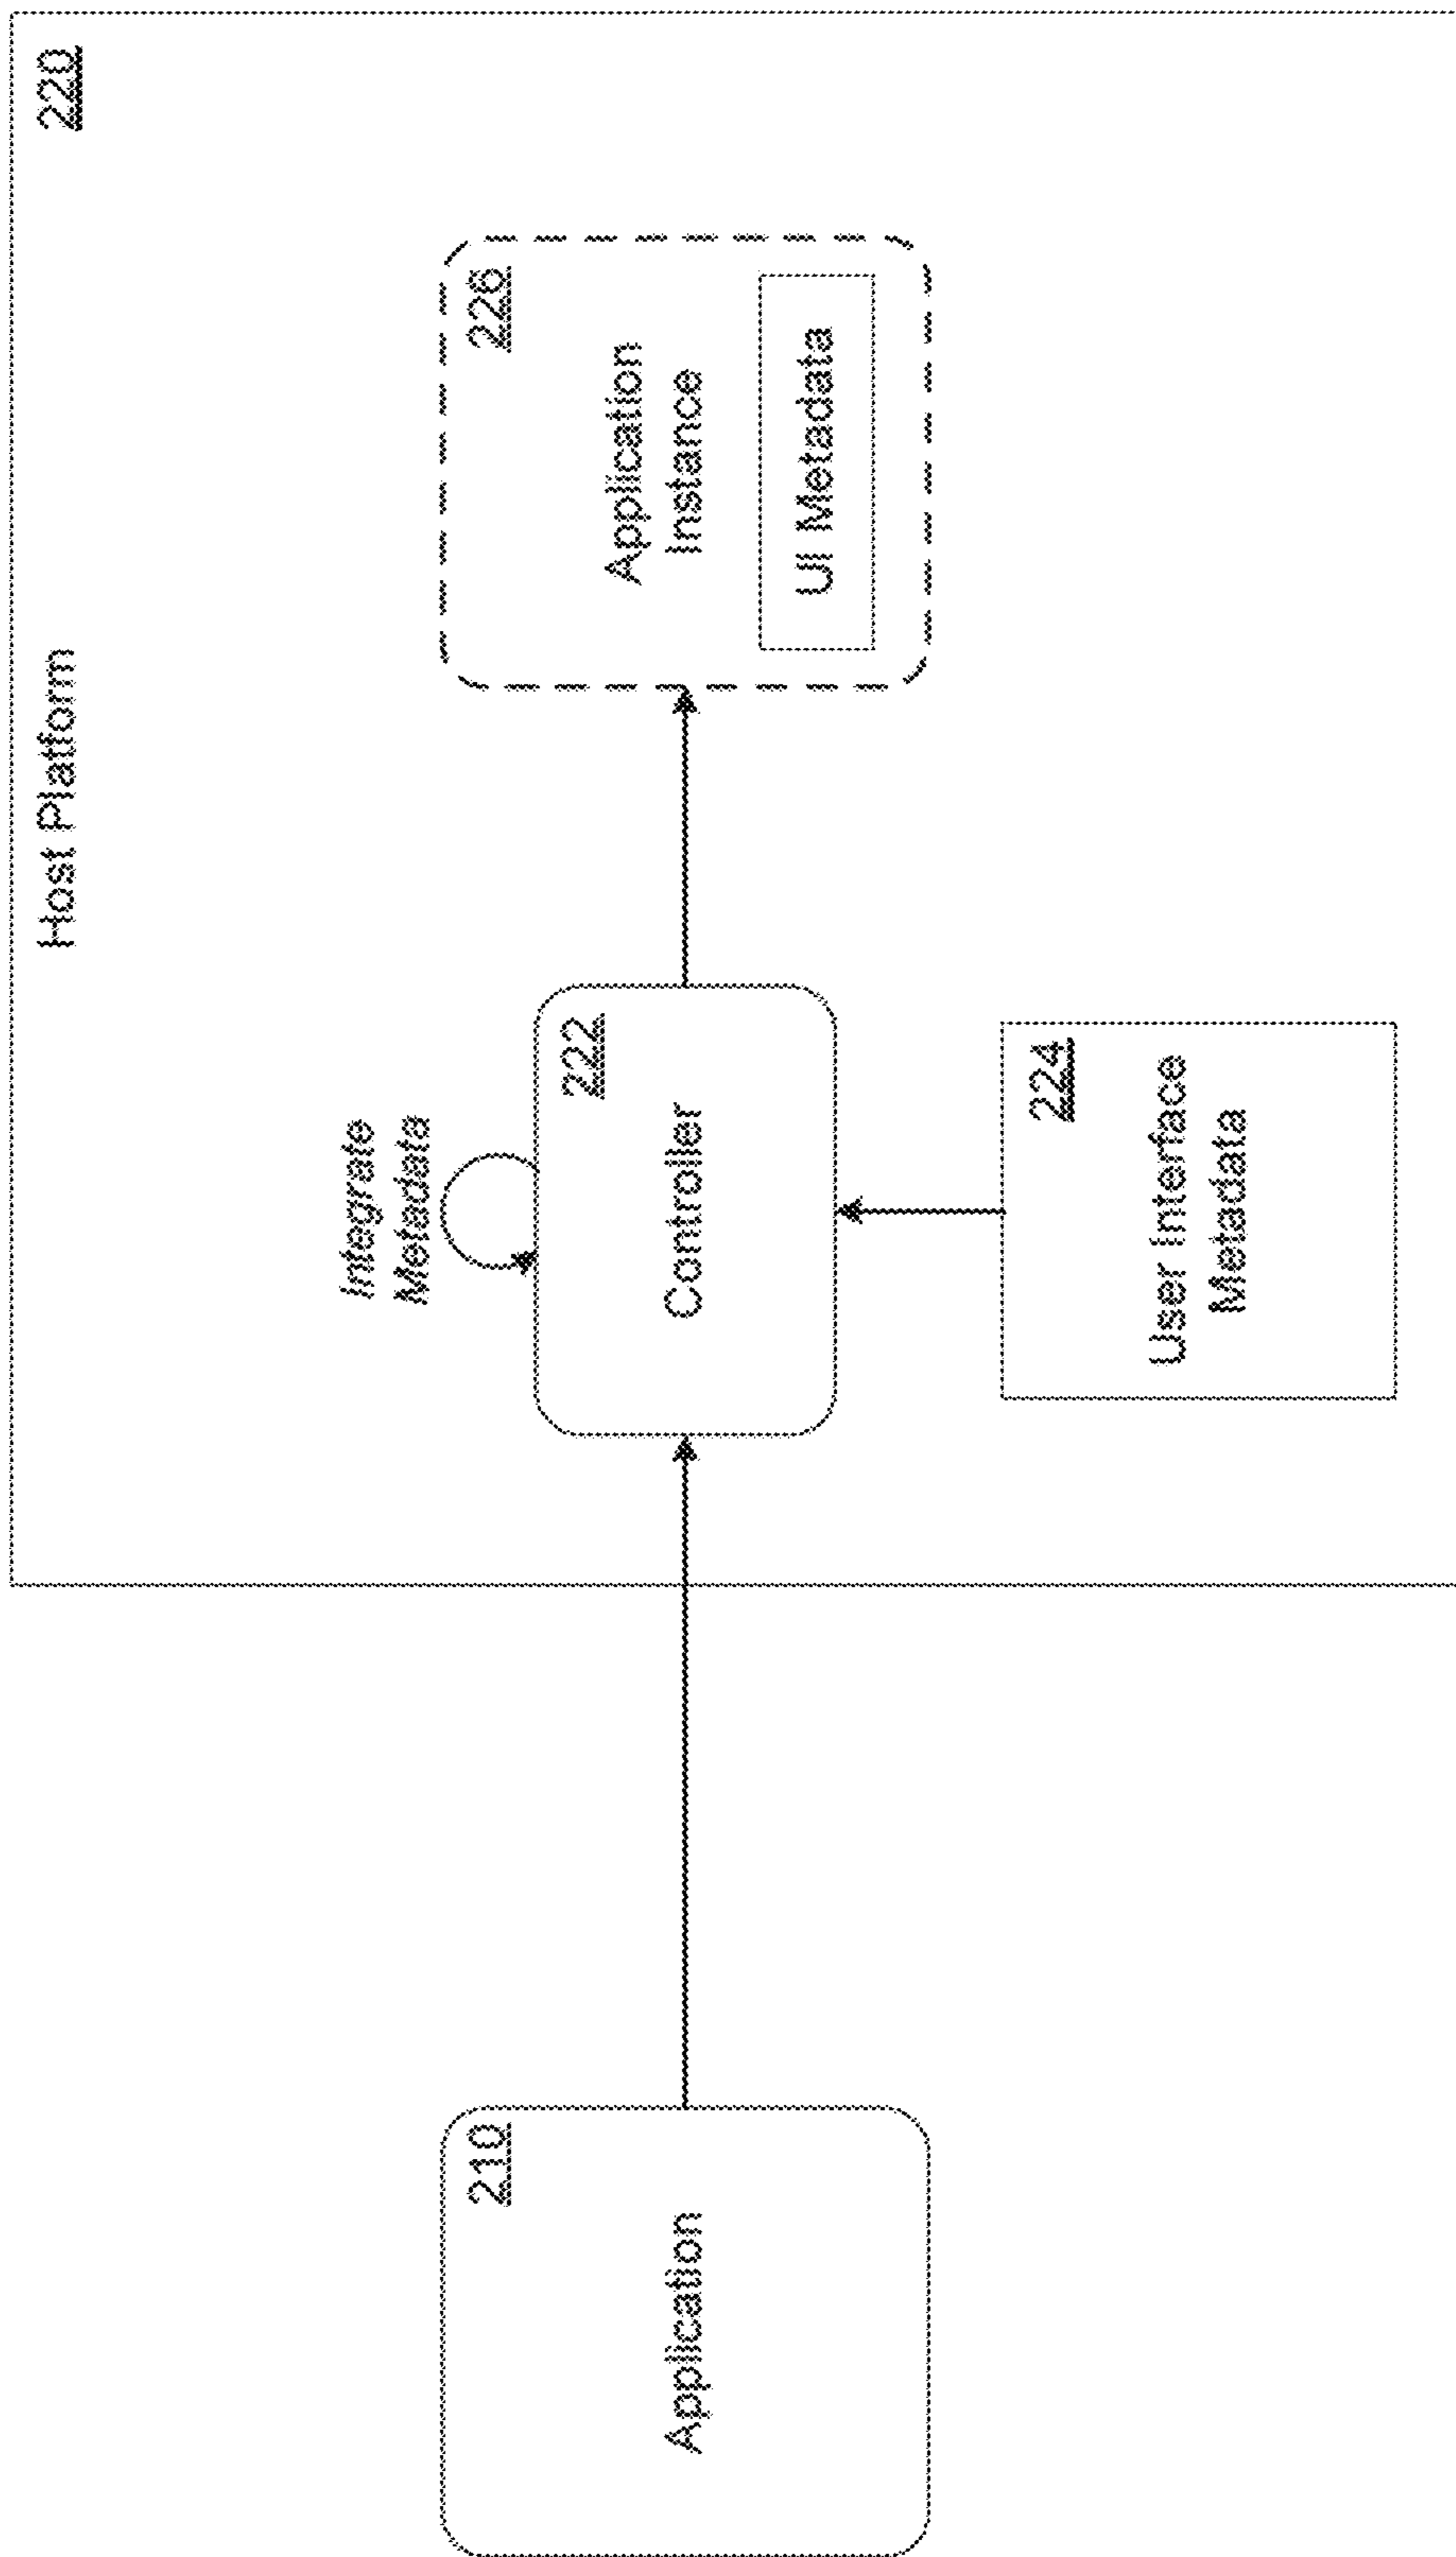 Host Platform
220
Integrate
Metadata
210
Application
222
Controller
226
Application
Instance
UI Metadata
224
User Interface
Metadata